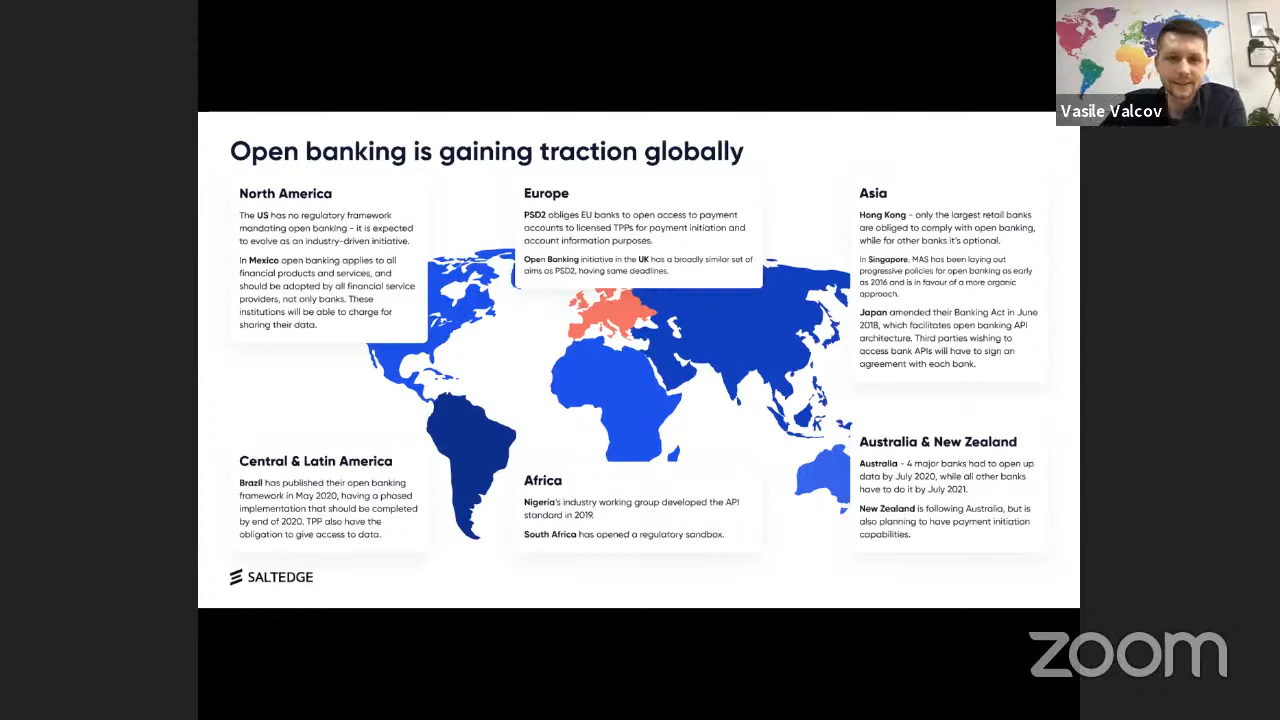 Vasile Valcov
Open banking is gaining traction globally
North America
The US has no regulatory framework
mandating open banking - it is expected
to evolve as an industry-driven initiative.
In Mexico open banking applies to all
financial products and services, and
should be adopted by all financial service
providers, not only banks. These
institutions will be able to charge for
sharing their data.
Europe
PSD2 obliges EU banks to open access to payment
accounts to licensed TPPs for payment initiation and
account information purposes.
Open Banking initiative in the UK has a broadly similar set of
aims as PSD2, having same deadlines.
Asia
Hong Kong - only the largest retail banks
are obliged to comply with open banking,
while for other banks it's optional.
In Singapore, MAS has been laying out
progressive policies for open banking as early
as 2016 and is in favour of a more organic
approach.
Japan amended their Banking Act in June
2018, which facilitates open banking API
architecture. Third parties wishing to
access bank APIs will have to sign an
agreement with each bank.
Central & Latin America
Brazil has published their open banking
framework in May 2020, having a phased
implementation that should be completed
by end of 2020. TPP also have the
obligation to give access to data.
Africa
Nigeria's industry working group developed the API
standard in 2019.
South Africa has opened a regulatory sandbox.
Australia & New Zealand
Australia - 4 major banks had to open up
data by July 2020, while all other banks
have to do it by July 2021.
New Zealand is following Australia, but is
also planning to have payment initiation
capabilities.
SALTEDGE
zoom